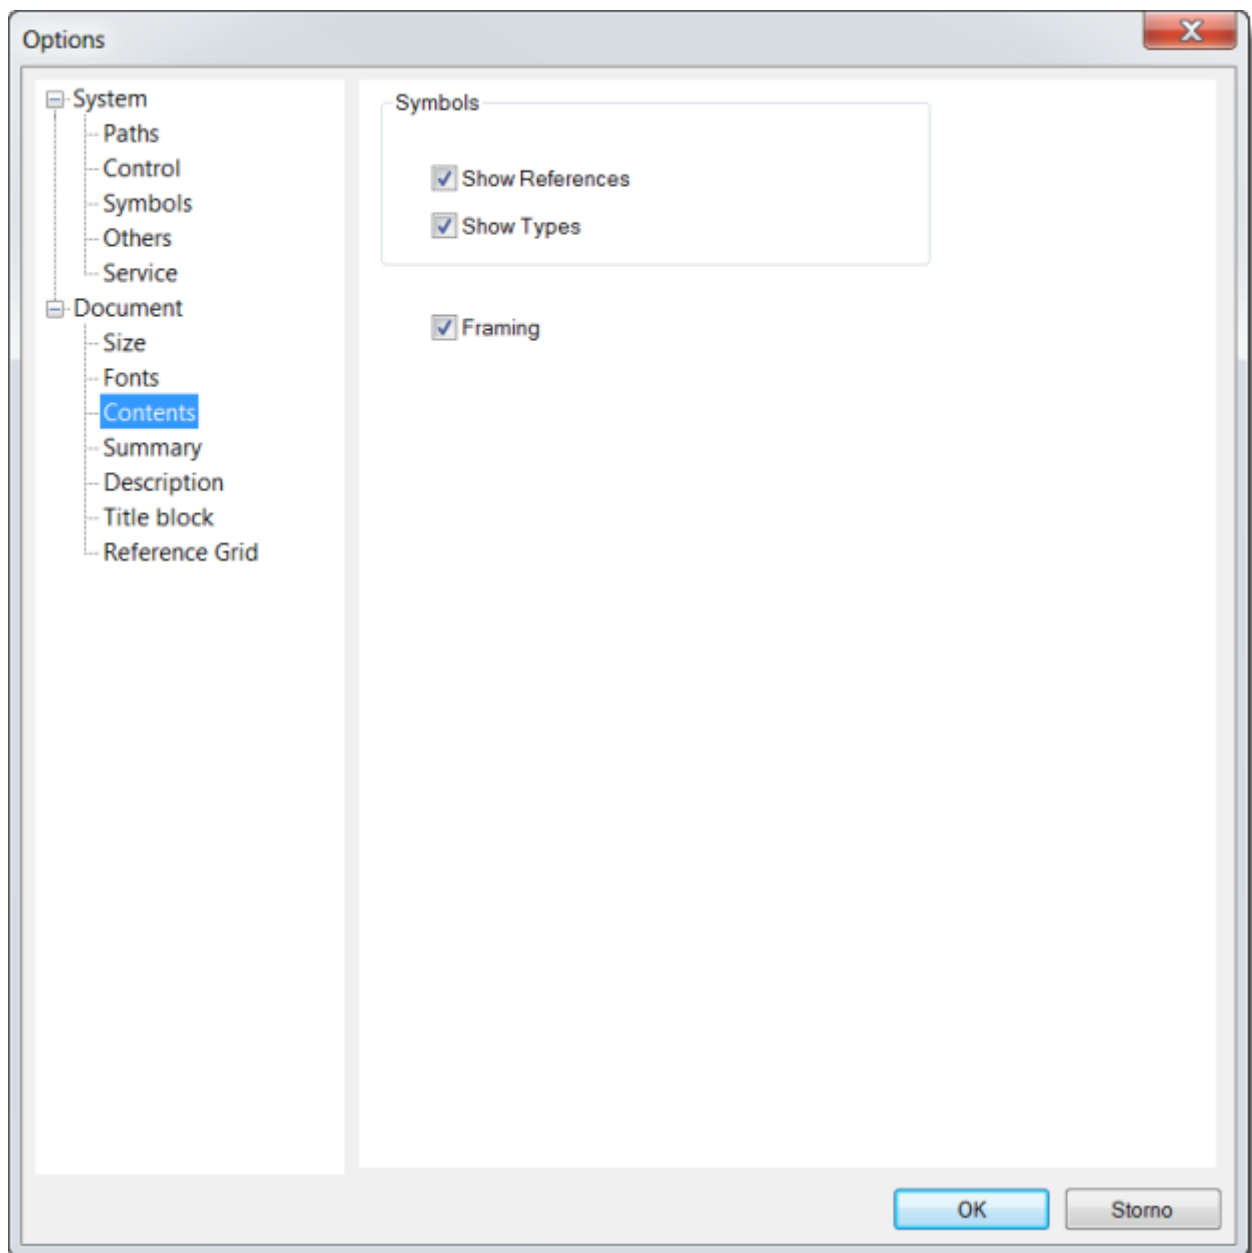 Options
System
Paths
Control
Symbols
Others
Service
Document
Size
Fonts
Contents
Summary
Description
Title block
Reference Grid
Symbols
Show References
Show Types
Framing
OK
Storno